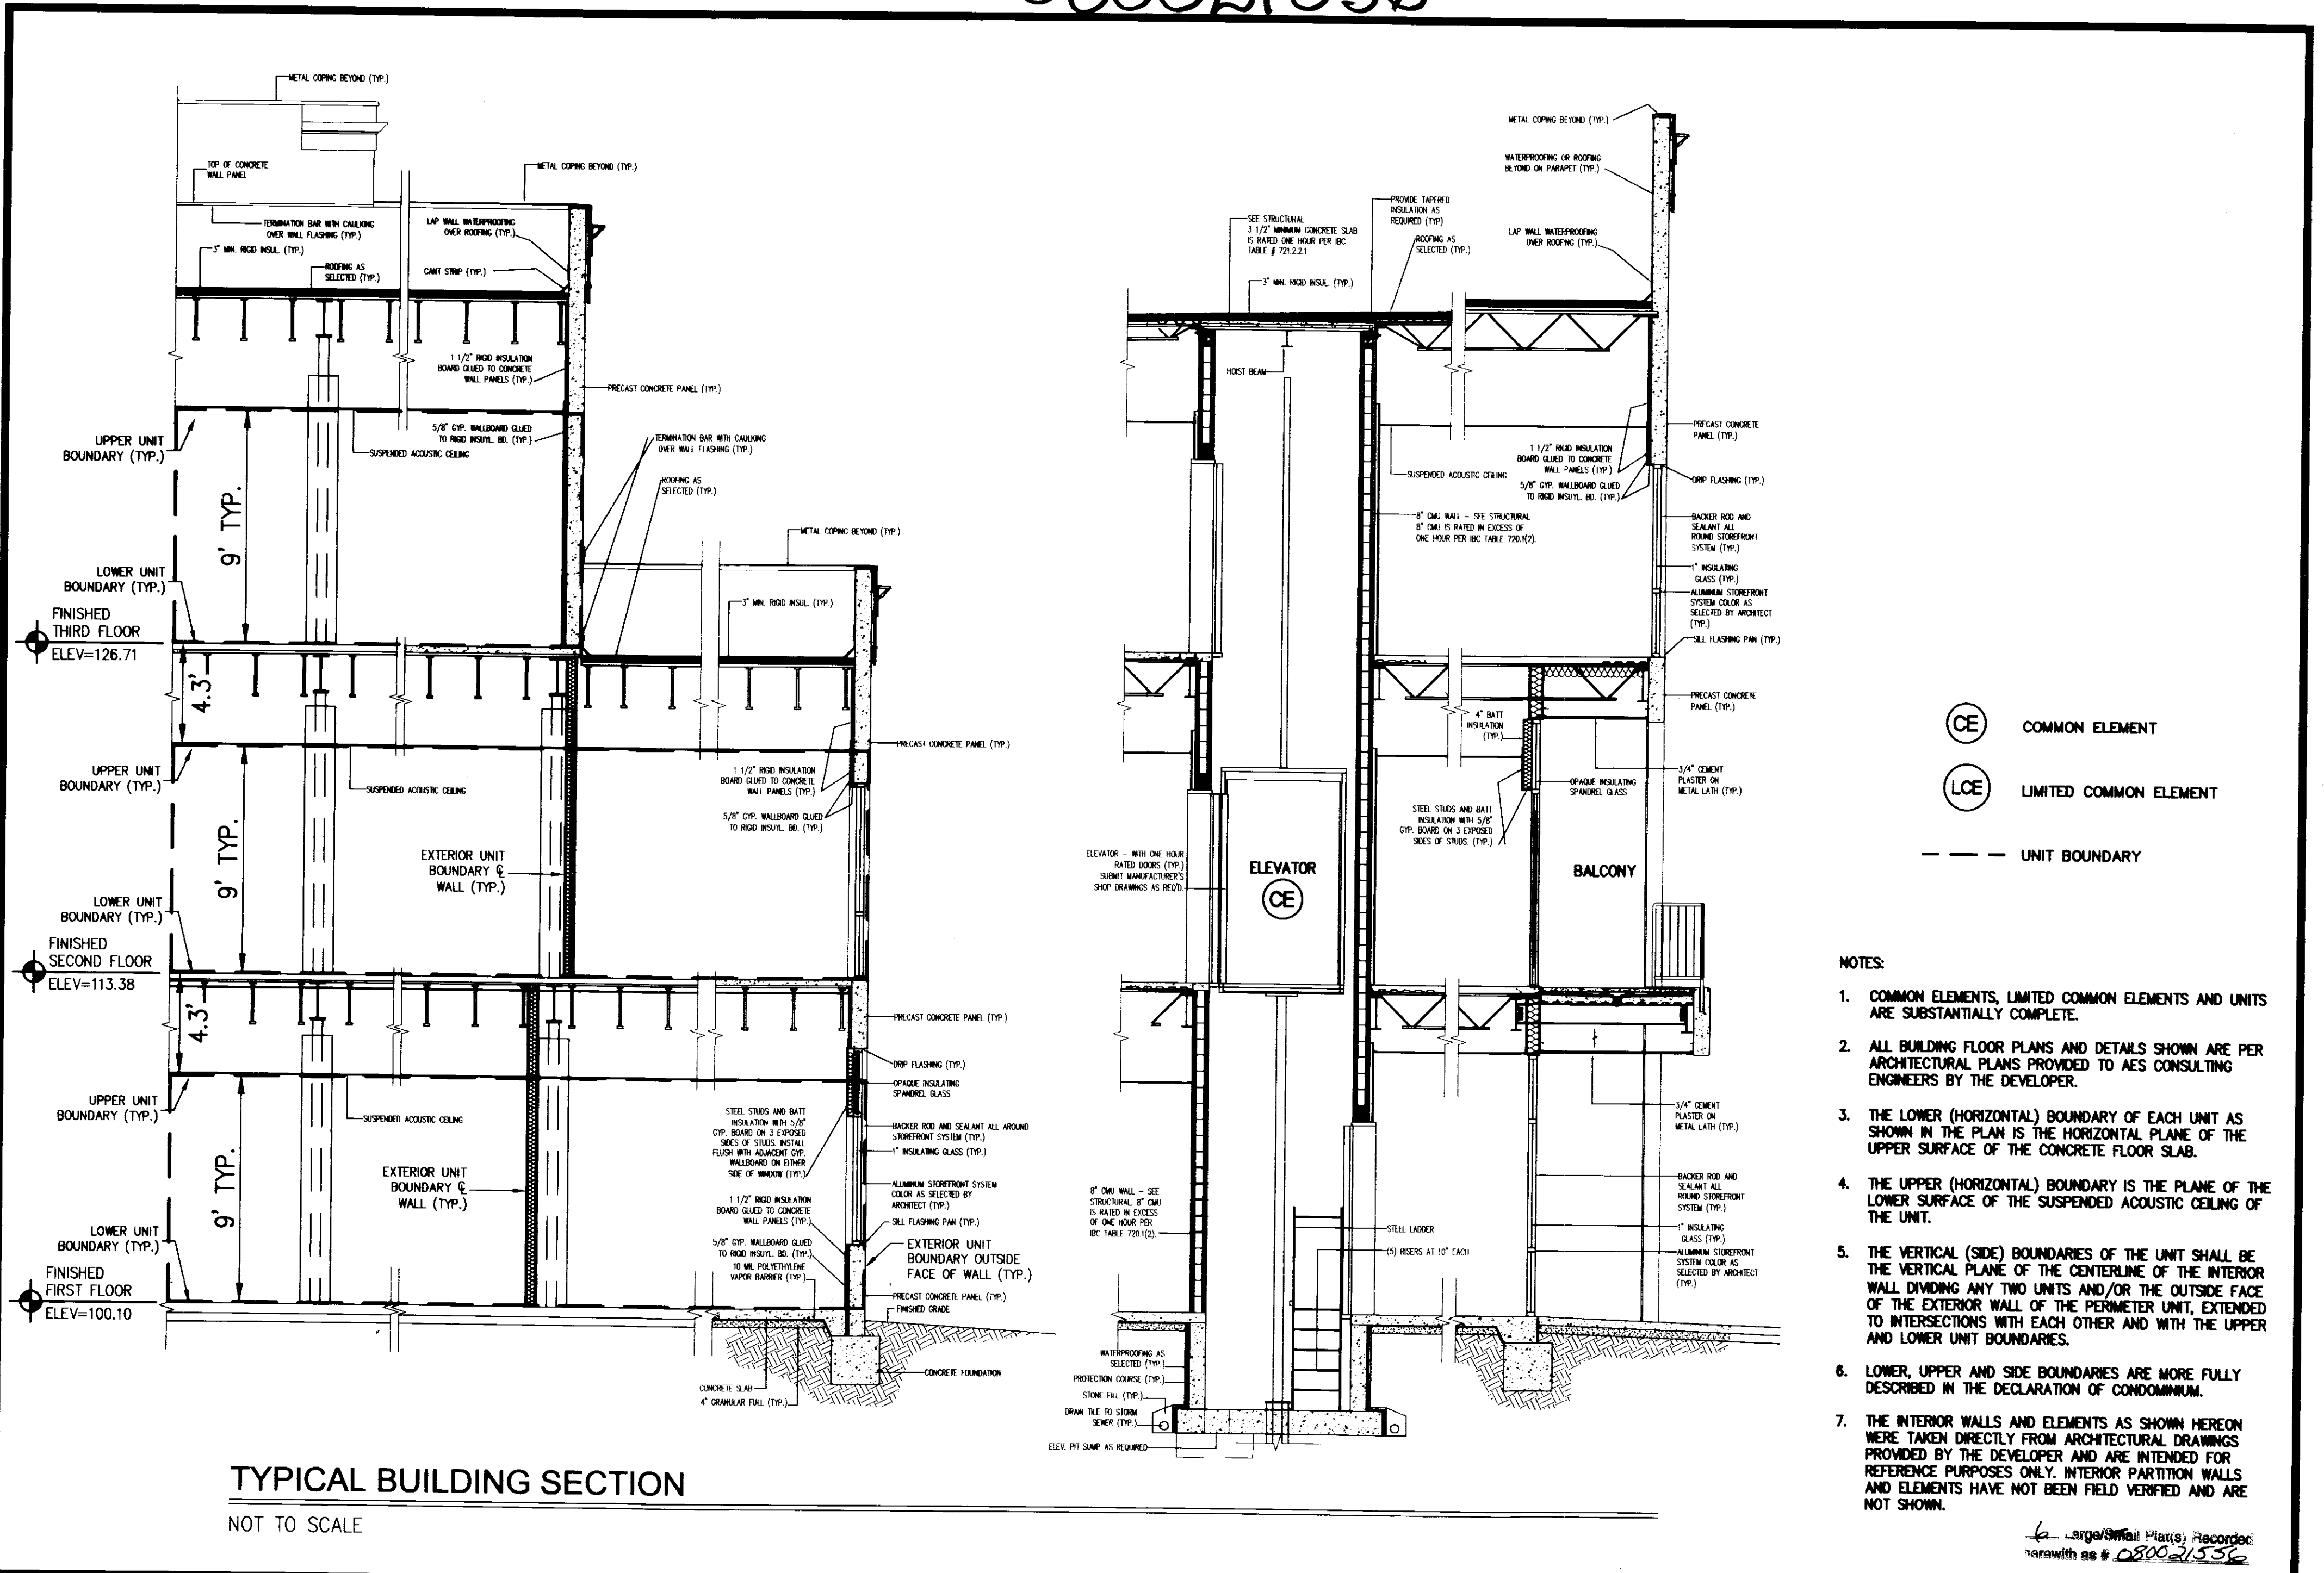 METAL COPING BEYOND (TYP.)
TOP OF CONCRETE
WALL PANEL
METAL COPING BEYOND (TYP.)
TERMINATION BAR WITH CAULKING
OVER WALL FLASHING (TYP.)
LAP WALL WATERPROOFING
OVER ROOFING (TYP.)
3" MIN. RIGID INSUL. (TYP.)
ROOFING AS
SELECTED (TYP.)
CANT STRIP (TYP.)
1 1/2" RIGID INSULATION
BOARD GLUED TO CONCRETE
WALL PANELS (TYP.)
PRECAST CONCRETE PANEL (TYP.)
UPPER UNIT
BOUNDARY (TYP.)
5/8" GYP. WALLBOARD GLUED
TO RIGID INSUYL. BD. (TYP.)
SUSPENDED ACOUSTIC CEILING
TERMINATION BAR WITH CAULKING
OVER WALL FLASHING (TYP.)
ROOFING AS
SELECTED (TYP.)
9' TYP.
METAL COPING BEYOND (TYP.)
LOWER UNIT
BOUNDARY (TYP.)
3" MIN. RIGID INSUL. (TYP.)
FINISHED
THIRD FLOOR
ELEV=126.71
4.3'
PRECAST CONCRETE PANEL (TYP.)
UPPER UNIT
BOUNDARY (TYP.)
SUSPENDED ACOUSTIC CEILING
1 1/2" RIGID INSULATION
BOARD GLUED TO CONCRETE
WALL PANELS (TYP.)
5/8" GYP. WALLBOARD GLUED
TO RIGID INSUYL. BD. (TYP.)
9' TYP.
EXTERIOR UNIT
BOUNDARY ℄
WALL (TYP.)
LOWER UNIT
BOUNDARY (TYP.)
FINISHED
SECOND FLOOR
ELEV=113.38
4.3'
PRECAST CONCRETE PANEL (TYP.)
DRIP FLASHING (TYP.)
OPAQUE INSULATING
SPANDREL GLASS
UPPER UNIT
BOUNDARY (TYP.)
SUSPENDED ACOUSTIC CEILING
STEEL STUDS AND BATT
INSULATION WITH 5/8"
GYP. BOARD ON 3 EXPOSED
SIDES OF STUDS. INSTALL
FLUSH WITH ADJACENT GYP.
WALLBOARD ON EITHER
SIDE OF WINDOW (TYP.)
BACKER ROD AND SEALANT ALL AROUND
STOREFRONT SYSTEM (TYP.)
1" INSULATING GLASS (TYP.)
ALUMINUM STOREFRONT SYSTEM
COLOR AS SELECTED BY
ARCHITECT (TYP.)
9' TYP.
EXTERIOR UNIT
BOUNDARY ℄
WALL (TYP.)
1 1/2" RIGID INSULATION
BOARD GLUED TO CONCRETE
WALL PANELS (TYP.)
SILL FLASHING PAN (TYP.)
5/8" GYP. WALLBOARD GLUED
TO RIGID INSUYL. BD. (TYP.)
10 MIL POLYETHYLENE
VAPOR BARRIER (TYP.)
EXTERIOR UNIT
BOUNDARY OUTSIDE
FACE OF WALL (TYP.)
LOWER UNIT
BOUNDARY (TYP.)
FINISHED
FIRST FLOOR
ELEV=100.10
PRECAST CONCRETE PANEL (TYP.)
FINISHED GRADE
CONCRETE FOUNDATION
CONCRETE SLAB
4" GRANULAR FULL (TYP.)
METAL COPING BEYOND (TYP.)
WATERPROOFING OR ROOFING
BEYOND ON PARAPET (TYP.)
PROVIDE TAPERED
INSULATION AS
REQUIRED (TYP)
SEE STRUCTURAL
3 1/2" MINIMUM CONCRETE SLAB
IS RATED ONE HOUR PER IBC
TABLE # 721.2.2.1
ROOFING AS
SELECTED (TYP.)
LAP WALL WATERPROOFING
OVER ROOFING (TYP.)
3" MIN. RIGID INSUL. (TYP.)
HOIST BEAM
PRECAST CONCRETE
PANEL (TYP.)
1 1/2" RIGID INSULATION
BOARD GLUED TO CONCRETE
WALL PANELS (TYP.)
SUSPENDED ACOUSTIC CEILING
5/8" GYP. WALLBOARD GLUED
TO RIGID INSUYL. BD. (TYP.)
DRIP FLASHING (TYP.)
8" CMU WALL - SEE STRUCTURAL
8" CMU IS RATED IN EXCESS OF
ONE HOUR PER IBC TABLE 720.1(2).
BACKER ROD AND
SEALANT ALL
ROUND STOREFRONT
SYSTEM (TYP.)
1" INSULATING
GLASS (TYP.)
ALUMINUM STOREFRONT
SYSTEM COLOR AS
SELECTED BY ARCHITECT
(TYP.)
SILL FLASHING PAN (TYP.)
PRECAST CONCRETE
PANEL (TYP.)
4" BATT
INSULATION
(TYP.)
OPAQUE INSULATING
SPANDREL GLASS
3/4" CEMENT
PLASTER ON
METAL LATH (TYP.)
STEEL STUDS AND BATT
INSULATION WITH 5/8"
GYP. BOARD ON 3 EXPOSED
SIDES OF STUDS. (TYP.)
ELEVATOR - WITH ONE HOUR
RATED DOORS (TYP.)
SUBMIT MANUFACTURER'S
SHOP DRAWINGS AS REQ'D.
ELEVATOR
CE
BALCONY
3/4" CEMENT
PLASTER ON
METAL LATH (TYP.)
8" CMU WALL - SEE
STRUCTURAL. 8" CMU
IS RATED IN EXCESS
OF ONE HOUR PER
IBC TABLE 720.1(2).
STEEL LADDER
(5) RISERS AT 10" EACH
BACKER ROD AND
SEALANT ALL
ROUND STOREFRONT
SYSTEM (TYP.)
1" INSULATING
GLASS (TYP.)
ALUMINUM STOREFRONT
SYSTEM COLOR AS
SELECTED BY ARCHITECT
(TYP.)
WATERPROOFING AS
SELECTED (TYP.)
PROTECTION COURSE (TYP.)
STONE FILL (TYP.)
DRAIN TILE TO STORM
SEWER (TYP.)
ELEV. PIT SUMP AS REQUIRED
CE COMMON ELEMENT
LCE LIMITED COMMON ELEMENT
UNIT BOUNDARY
NOTES:
1. COMMON ELEMENTS, LIMITED COMMON ELEMENTS AND UNITS
ARE SUBSTANTIALLY COMPLETE.
2. ALL BUILDING FLOOR PLANS AND DETAILS SHOWN ARE PER
ARCHITECTURAL PLANS PROVIDED TO AES CONSULTING
ENGINEERS BY THE DEVELOPER.
3. THE LOWER (HORIZONTAL) BOUNDARY OF EACH UNIT AS
SHOWN IN THE PLAN IS THE HORIZONTAL PLANE OF THE
UPPER SURFACE OF THE CONCRETE FLOOR SLAB.
4. THE UPPER (HORIZONTAL) BOUNDARY IS THE PLANE OF THE
LOWER SURFACE OF THE SUSPENDED ACOUSTIC CEILING OF
THE UNIT.
5. THE VERTICAL (SIDE) BOUNDARIES OF THE UNIT SHALL BE
THE VERTICAL PLANE OF THE CENTERLINE OF THE INTERIOR
WALL DIVIDING ANY TWO UNITS AND/OR THE OUTSIDE FACE
OF THE EXTERIOR WALL OF THE PERIMETER UNIT, EXTENDED
TO INTERSECTIONS WITH EACH OTHER AND WITH THE UPPER
AND LOWER UNIT BOUNDARIES.
6. LOWER, UPPER AND SIDE BOUNDARIES ARE MORE FULLY
DESCRIBED IN THE DECLARATION OF CONDOMINIUM.
7. THE INTERIOR WALLS AND ELEMENTS AS SHOWN HEREON
WERE TAKEN DIRECTLY FROM ARCHITECTURAL DRAWINGS
PROVIDED BY THE DEVELOPER AND ARE INTENDED FOR
REFERENCE PURPOSES ONLY. INTERIOR PARTITION WALLS
AND ELEMENTS HAVE NOT BEEN FIELD VERIFIED AND ARE
NOT SHOWN.
TYPICAL BUILDING SECTION
NOT TO SCALE
6 Large/Small Plat(s) Recorded
herewith as # 080021556